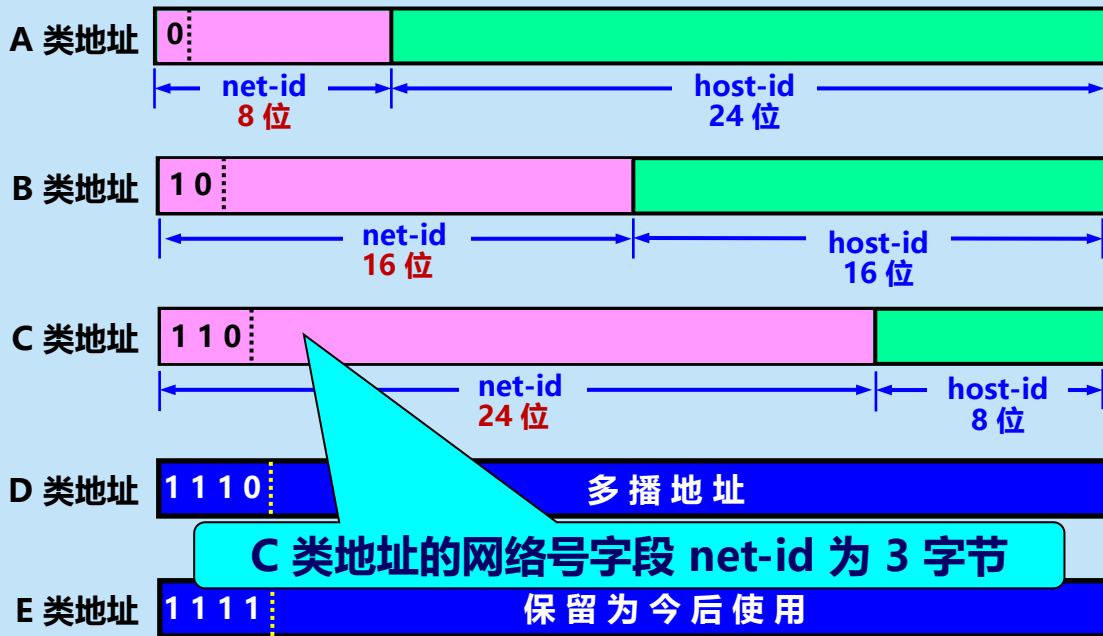 A 类地址 0
net-id host-id
8 位 24 位
B 类地址 1 0
net-id host-id
16 位 16 位
C 类地址 1 1 0
net-id host-id
24 位 8 位
D 类地址 1 1 1 0 多 播 地 址
C 类地址的网络号字段 net-id 为 3 字节
E 类地址 1 1 1 1 保 留 为 今 后 使 用